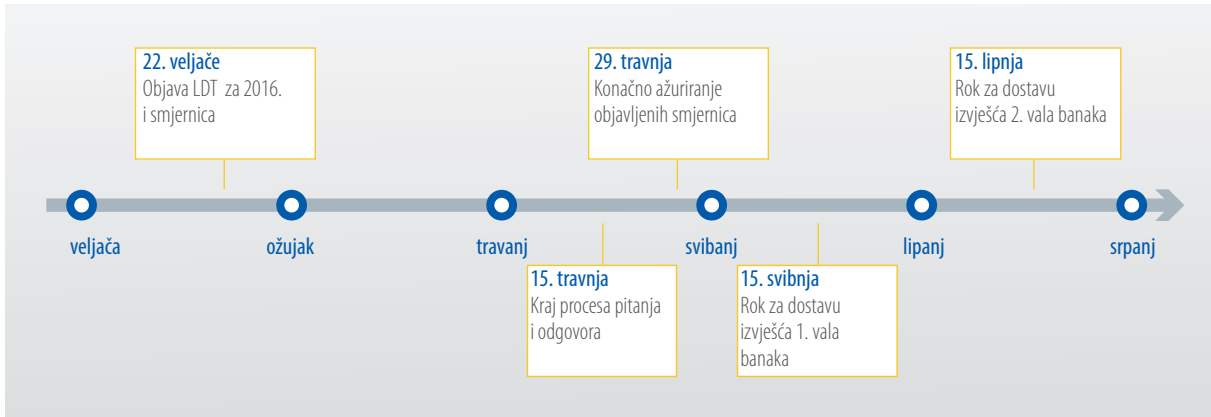 22. veljače
Objava LDT za 2016.
i smjernica
29. travnja
Konačno ažuriranje
objavljenih smjernica
15. lipnja
Rok za dostavu
izvješća 2. vala banaka
veljača
ožujak
travanj
svibanj
lipanj
srpanj
15. travnja
Kraj procesa pitanja
i odgovora
15. svibnja
Rok za dostavu
izvješća 1. vala
banaka